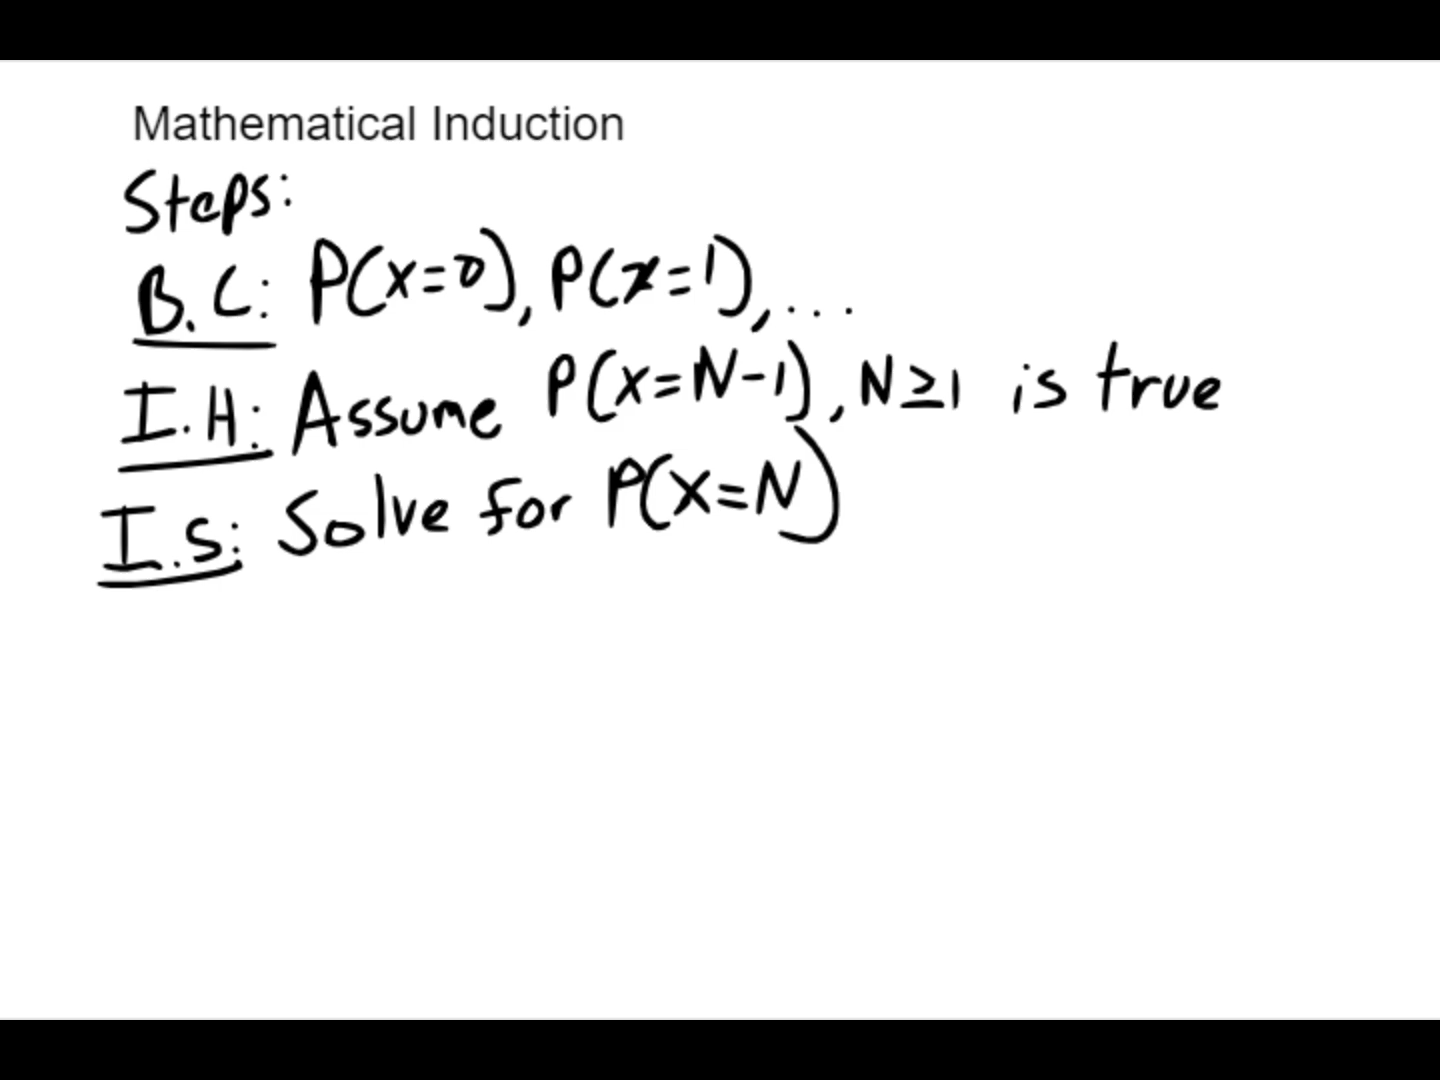 Mathematical Induction
Steps:
B.C: P(x=0), P(x=1), ...
I.H: Assume P(x=N-1), N≥1 is true
I.S: Solve for P(x=N)